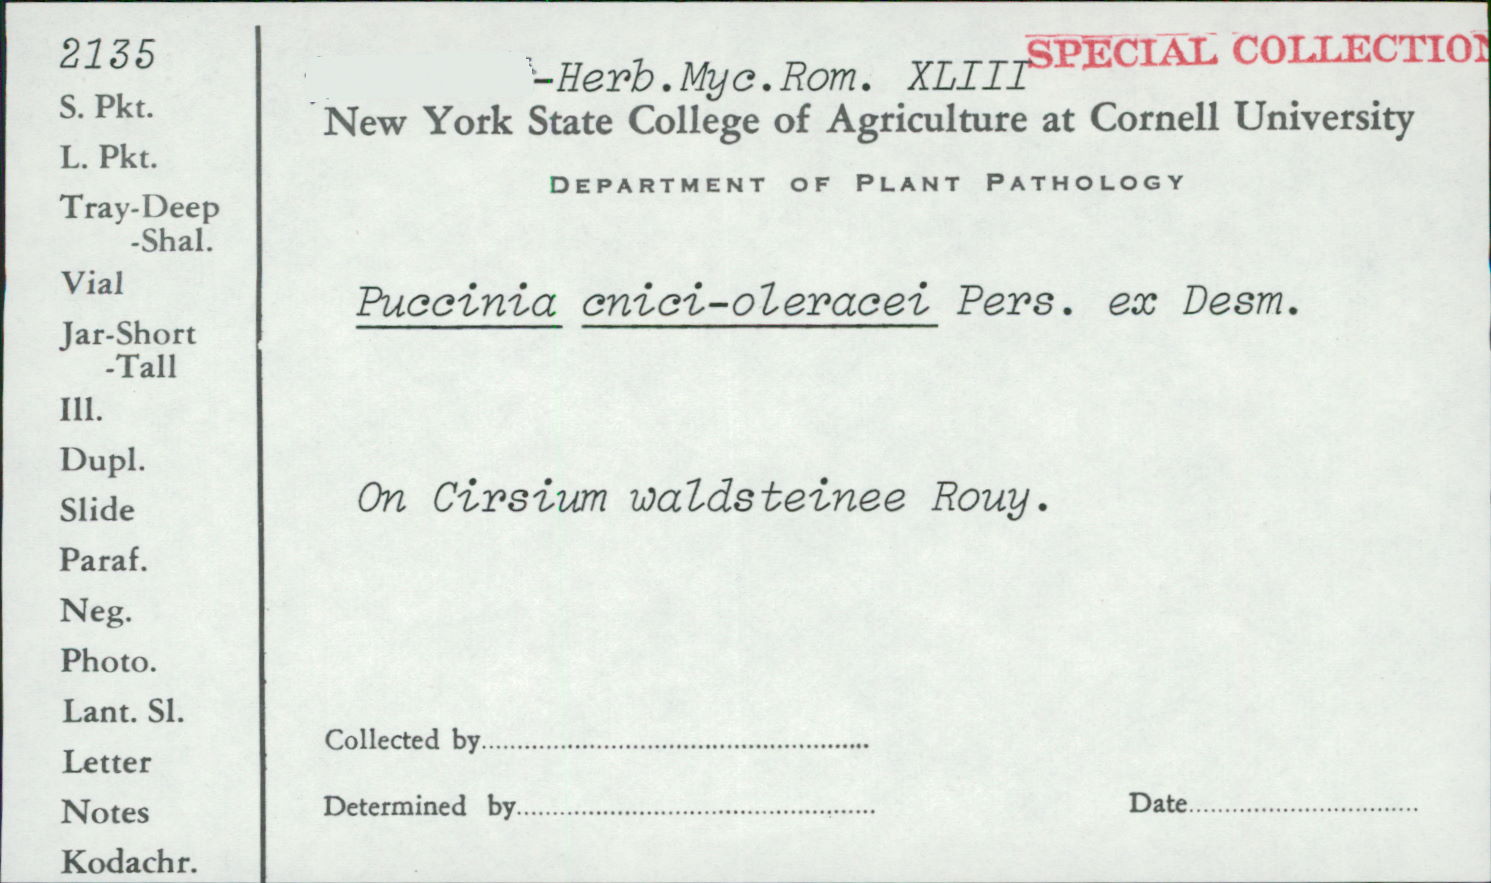 2135
S. Pkt.
L. Pkt.
Tray-Deep
-Shal.
Vial
Jar-Short
-Tall
Ill.
Dupl.
Slide
Paraf.
Neg.
Photo.
Lant. Sl.
Letter
Notes
Kodachr.
SPECIAL COLLECTION
-Herb.Myc.Rom. XLIII
New York State College of Agriculture at Cornell University
DEPARTMENT OF PLANT PATHOLOGY
Puccinia cnici-oleracei Pers. ex Desm.
On Cirsium waldsteinee Rouy.
Collected by
Determined by
Date